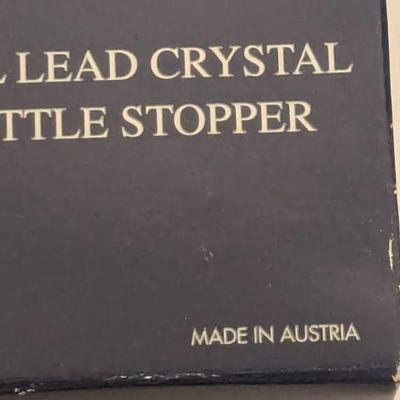 L LEAD CRYSTAL
TTLE STOPPER
MADE IN AUSTRIA